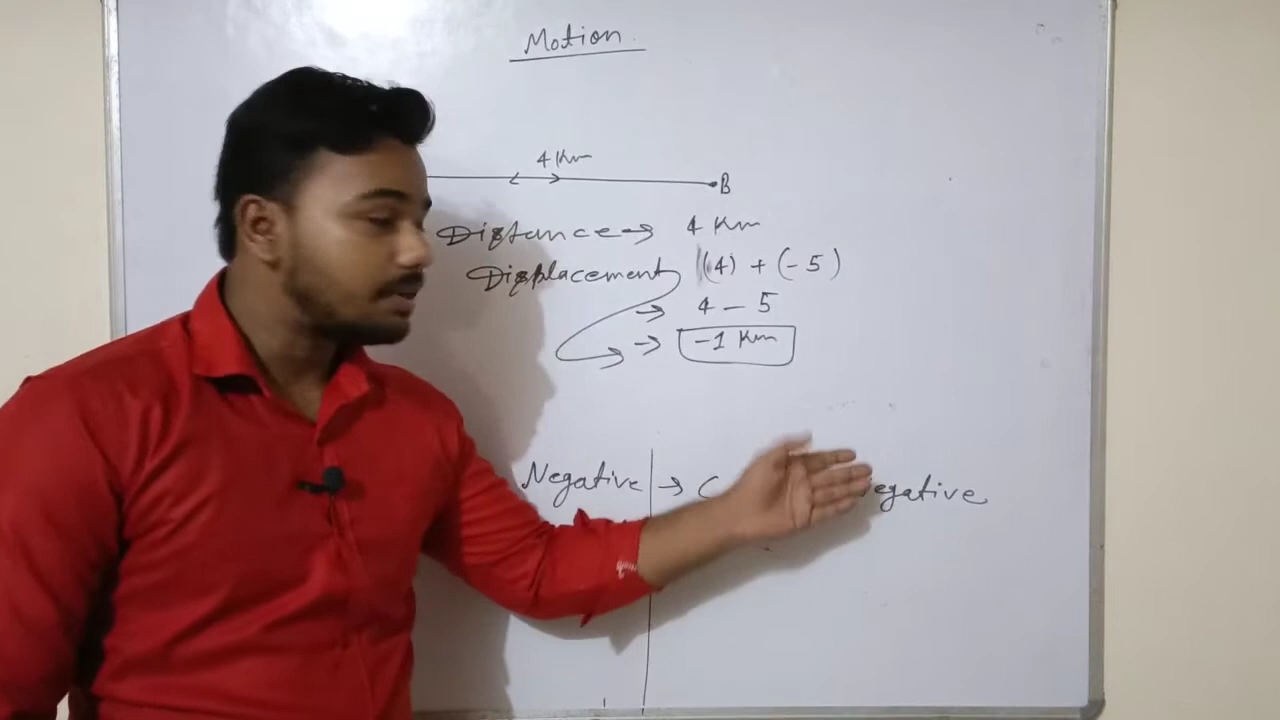 Motion.
4 Km
B
Distance → 4 Km
Displacement (4) + (-5)
→ 4 - 5
→ -1 Km
Negative → egative